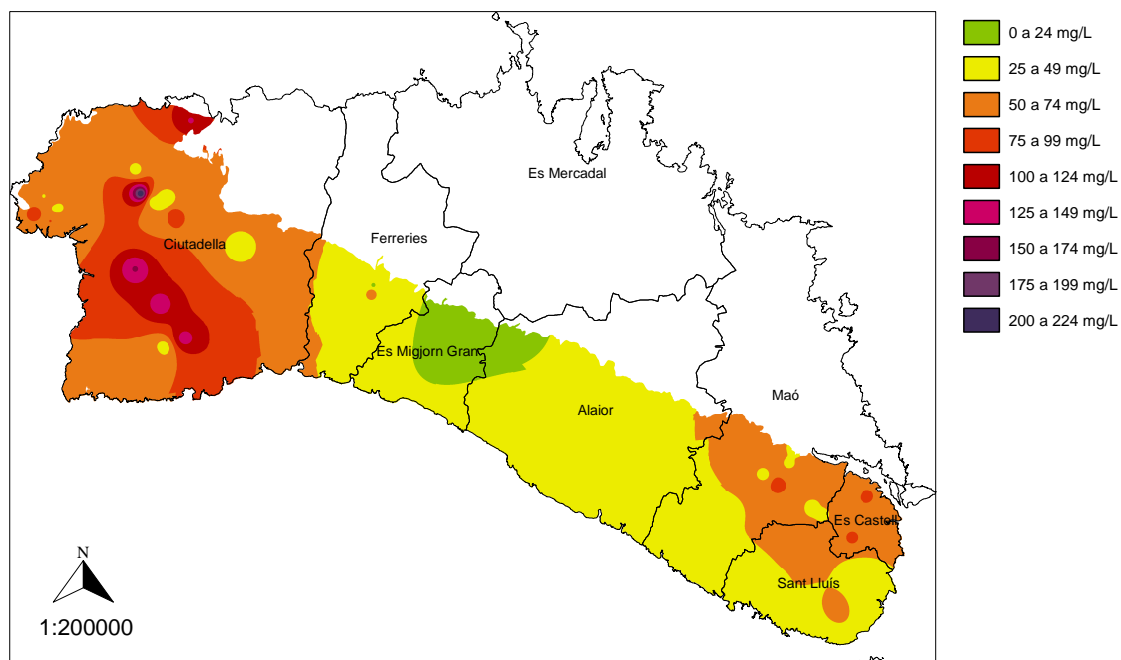 0 a 24 mg/L
25 a 49 mg/L
50 a 74 mg/L
75 a 99 mg/L
100 a 124 mg/L
125 a 149 mg/L
150 a 174 mg/L
175 a 199 mg/L
200 a 224 mg/L
Es Mercadal
Ferreries
Ciutadella
Es Migjorn Gran
Alaior
Maó
Es Castell
Sant Lluís
N
1:200000